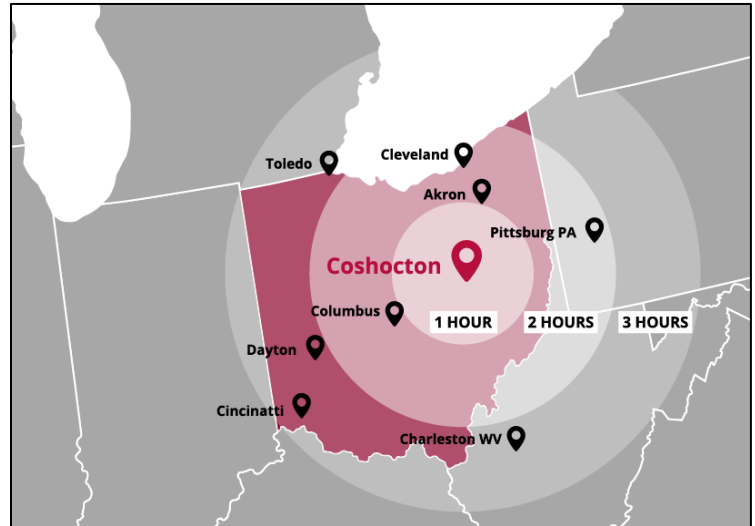 Toledo
Cleveland
Akron
Pittsburg PA
Coshocton
Columbus
1 HOUR
2 HOURS
3 HOURS
Dayton
Cincinatti
Charleston WV